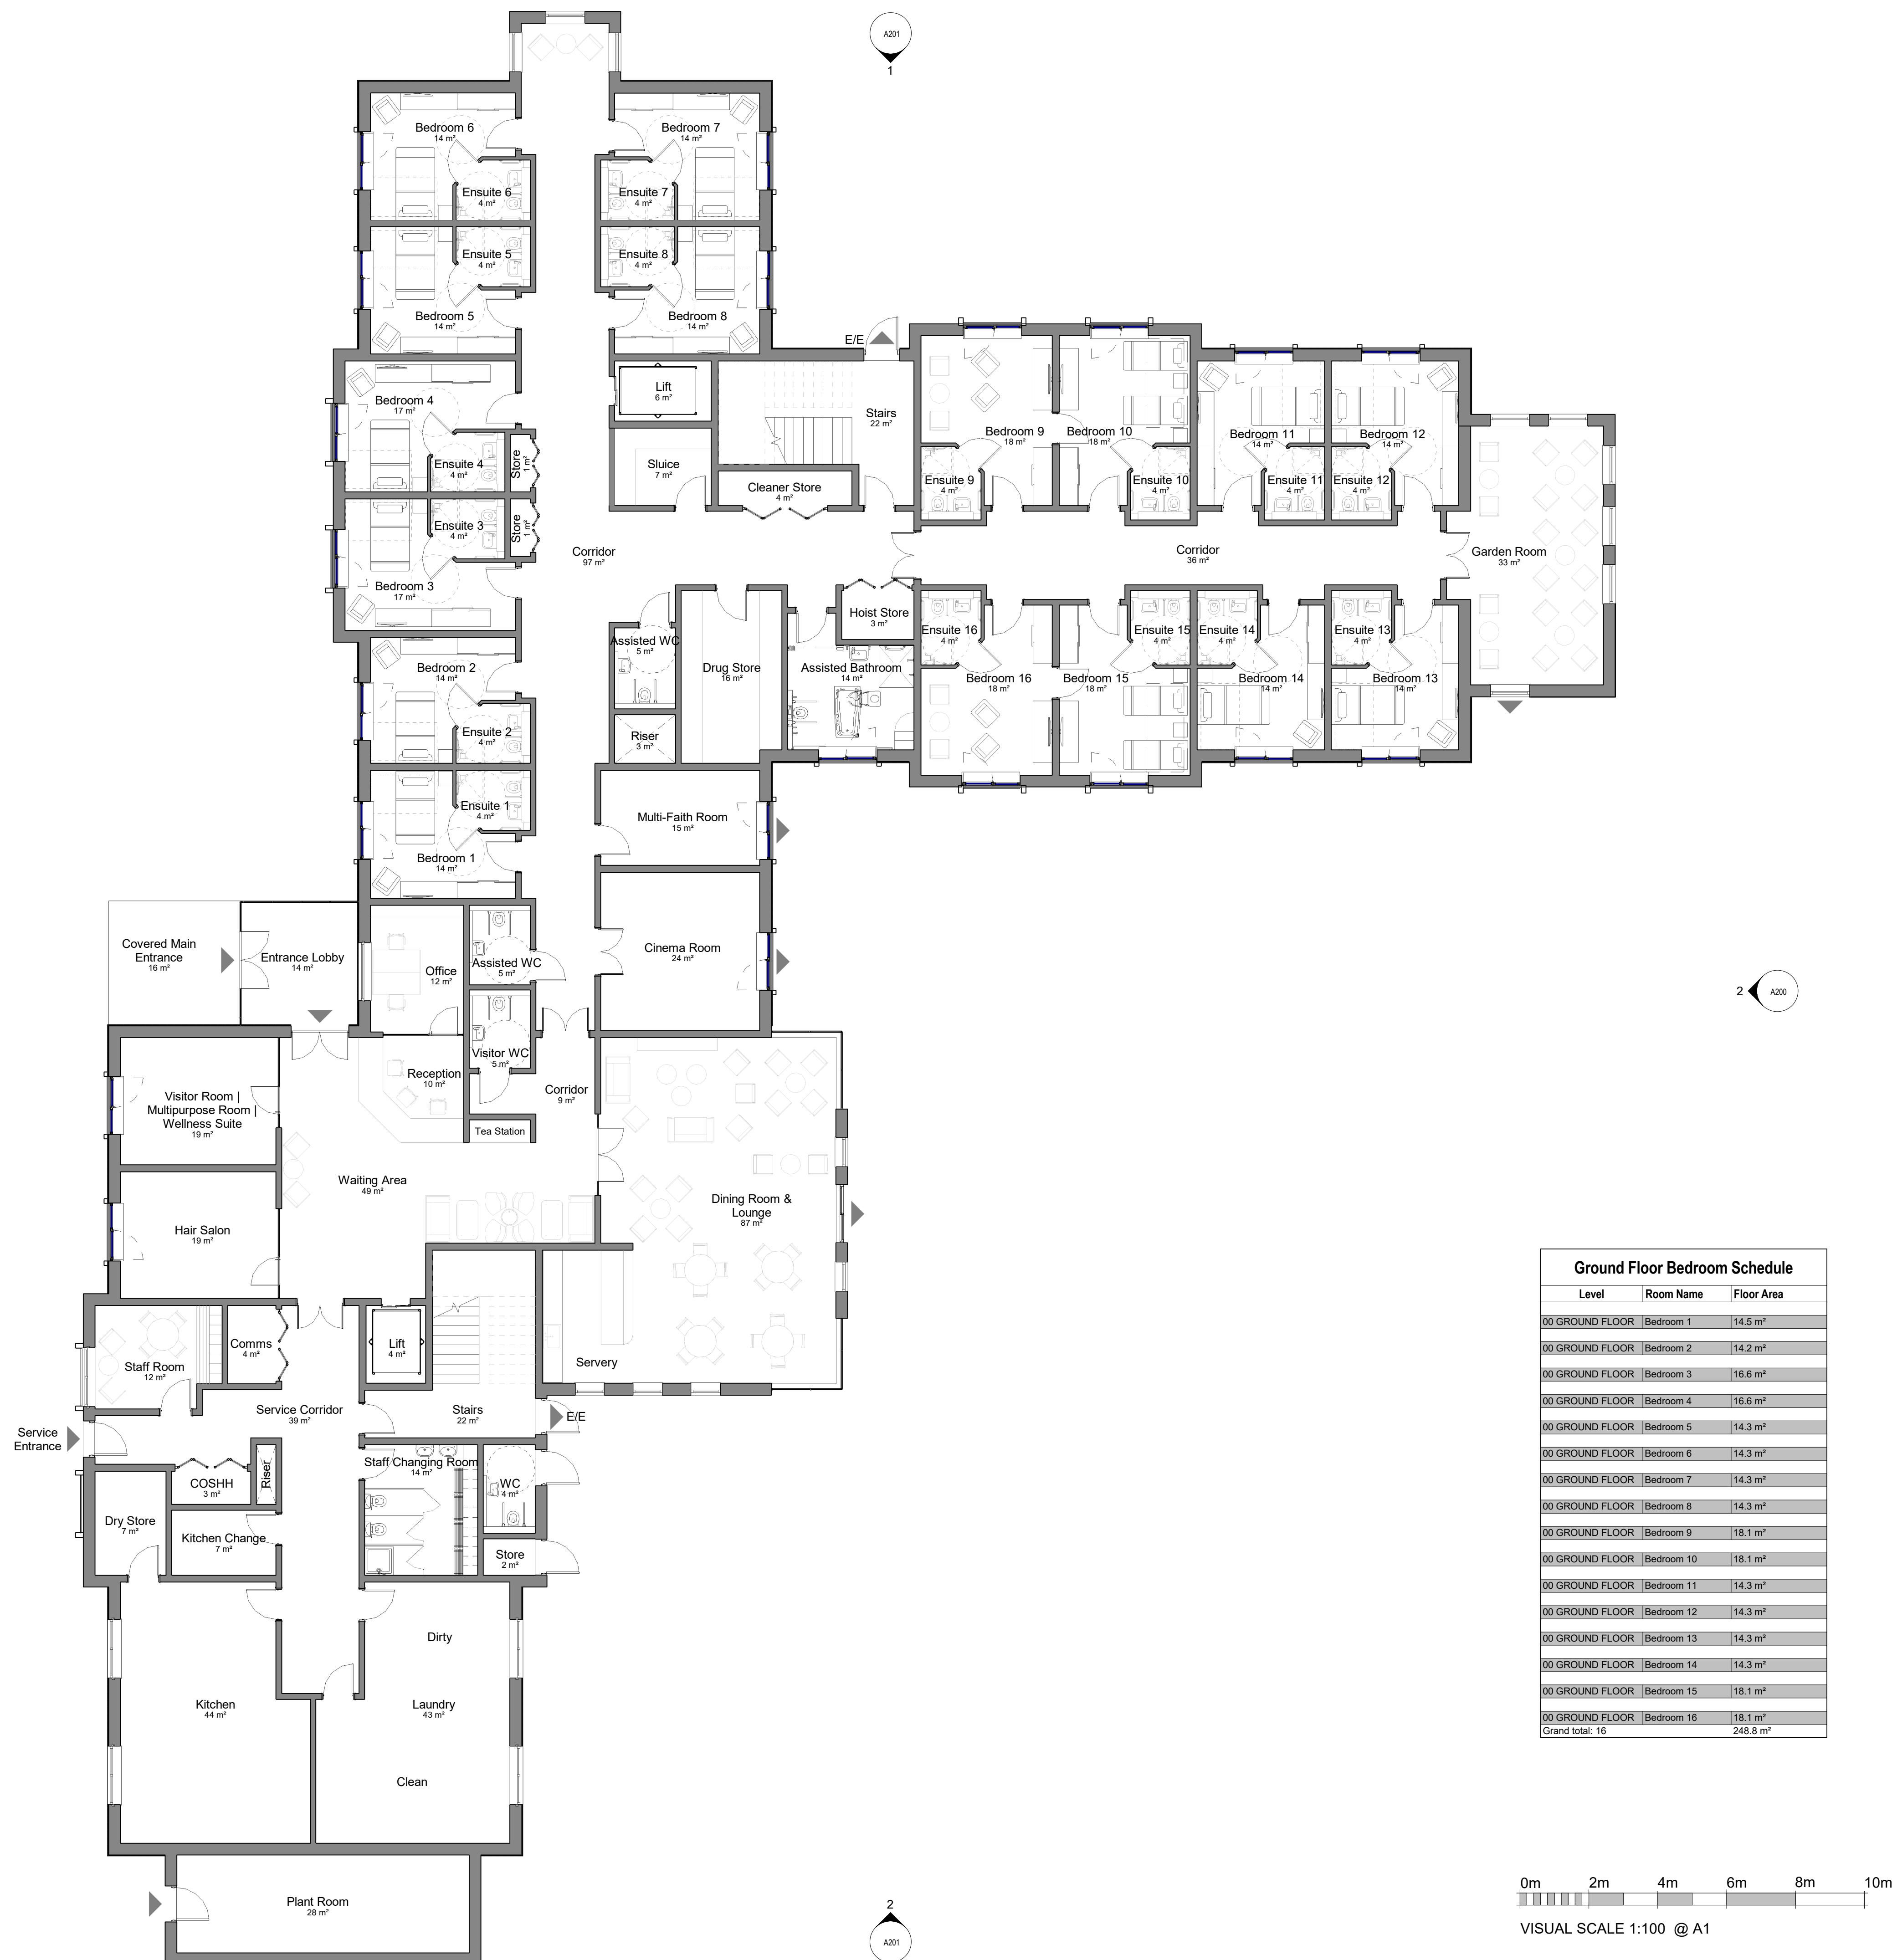 A201
1
Bedroom 6
14 m²
Bedroom 7
14 m²
Ensuite 6
4 m²
Ensuite 7
4 m²
Ensuite 5
4 m²
Ensuite 8
4 m²
Bedroom 5
14 m²
Bedroom 8
14 m²
E/E
Bedroom 4
17 m²
Lift
6 m²
Stairs
22 m²
Bedroom 9
18 m²
Bedroom 10
18 m²
Bedroom 11
14 m²
Bedroom 12
14 m²
Ensuite 4
4 m²
Store
1 m²
Sluice
7 m²
Cleaner Store
4 m²
Ensuite 9
4 m²
Ensuite 10
4 m²
Ensuite 11
4 m²
Ensuite 12
4 m²
Ensuite 3
4 m²
Store
1 m²
Corridor
97 m²
Corridor
36 m²
Garden Room
33 m²
Bedroom 3
17 m²
Hoist Store
3 m²
Assisted WC
5 m²
Ensuite 16
4 m²
Ensuite 15
4 m²
Ensuite 14
4 m²
Ensuite 13
4 m²
Bedroom 2
14 m²
Drug Store
16 m²
Assisted Bathroom
14 m²
Bedroom 16
18 m²
Bedroom 15
18 m²
Bedroom 14
14 m²
Bedroom 13
14 m²
Ensuite 2
4 m²
Riser
3 m²
Ensuite 1
4 m²
Multi-Faith Room
15 m²
Bedroom 1
14 m²
Covered Main
Entrance
16 m²
Entrance Lobby
14 m²
Office
12 m²
Assisted WC
5 m²
Cinema Room
24 m²
2
A200
Visitor WC
5 m²
Reception
10 m²
Corridor
9 m²
Visitor Room |
Multipurpose Room |
Wellness Suite
19 m²
Tea Station
Waiting Area
49 m²
Dining Room &
Lounge
87 m²
Hair Salon
19 m²
Comms
4 m²
Lift
4 m²
Staff Room
12 m²
Servery
Service Corridor
39 m²
Stairs
22 m²
E/E
Service
Entrance
Staff Changing Room
14 m²
COSHH
3 m²
Riser
WC
4 m²
Dry Store
7 m²
Kitchen Change
7 m²
Store
2 m²
Dirty
Kitchen
44 m²
Laundry
43 m²
Clean
Plant Room
28 m²
2
A201
Ground Floor Bedroom Schedule
Level Room Name Floor Area
00 GROUND FLOOR Bedroom 1 14.5 m²
00 GROUND FLOOR Bedroom 2 14.2 m²
00 GROUND FLOOR Bedroom 3 16.6 m²
00 GROUND FLOOR Bedroom 4 16.6 m²
00 GROUND FLOOR Bedroom 5 14.3 m²
00 GROUND FLOOR Bedroom 6 14.3 m²
00 GROUND FLOOR Bedroom 7 14.3 m²
00 GROUND FLOOR Bedroom 8 14.3 m²
00 GROUND FLOOR Bedroom 9 18.1 m²
00 GROUND FLOOR Bedroom 10 18.1 m²
00 GROUND FLOOR Bedroom 11 14.3 m²
00 GROUND FLOOR Bedroom 12 14.3 m²
00 GROUND FLOOR Bedroom 13 14.3 m²
00 GROUND FLOOR Bedroom 14 14.3 m²
00 GROUND FLOOR Bedroom 15 18.1 m²
00 GROUND FLOOR Bedroom 16 18.1 m²
Grand total: 16 248.8 m²
0m 2m 4m 6m 8m 10m
VISUAL SCALE 1:100 @ A1